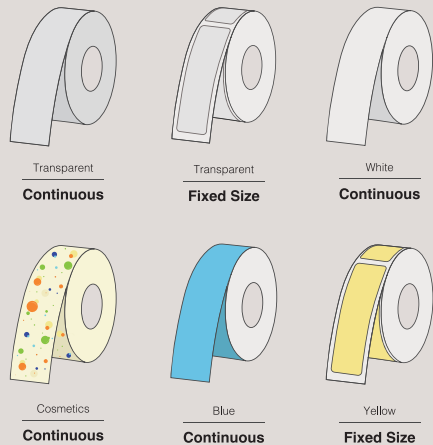 Transparent
Continuous
Transparent
Fixed Size
White
Continuous
Cosmetics
Continuous
Blue
Continuous
Yellow
Fixed Size